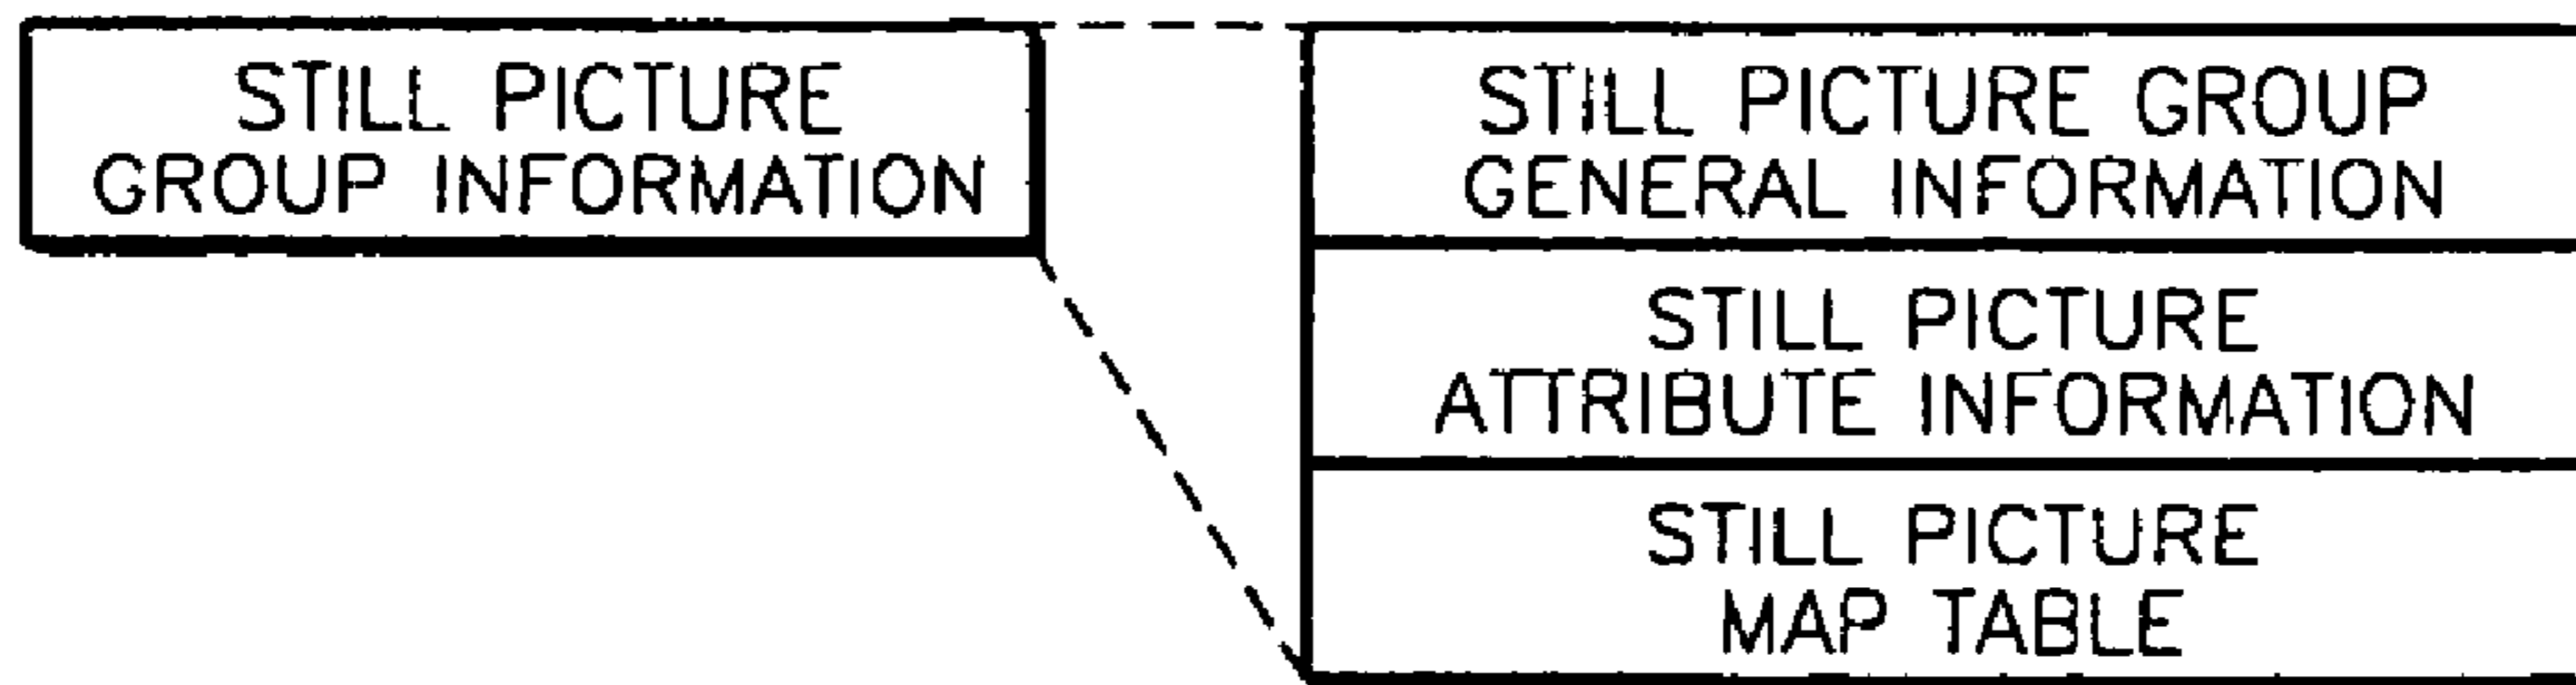 STILL PICTURE
GROUP INFORMATION
STILL PICTURE GROUP
GENERAL INFORMATION
STILL PICTURE
ATTRIBUTE INFORMATION
STILL PICTURE
MAP TABLE